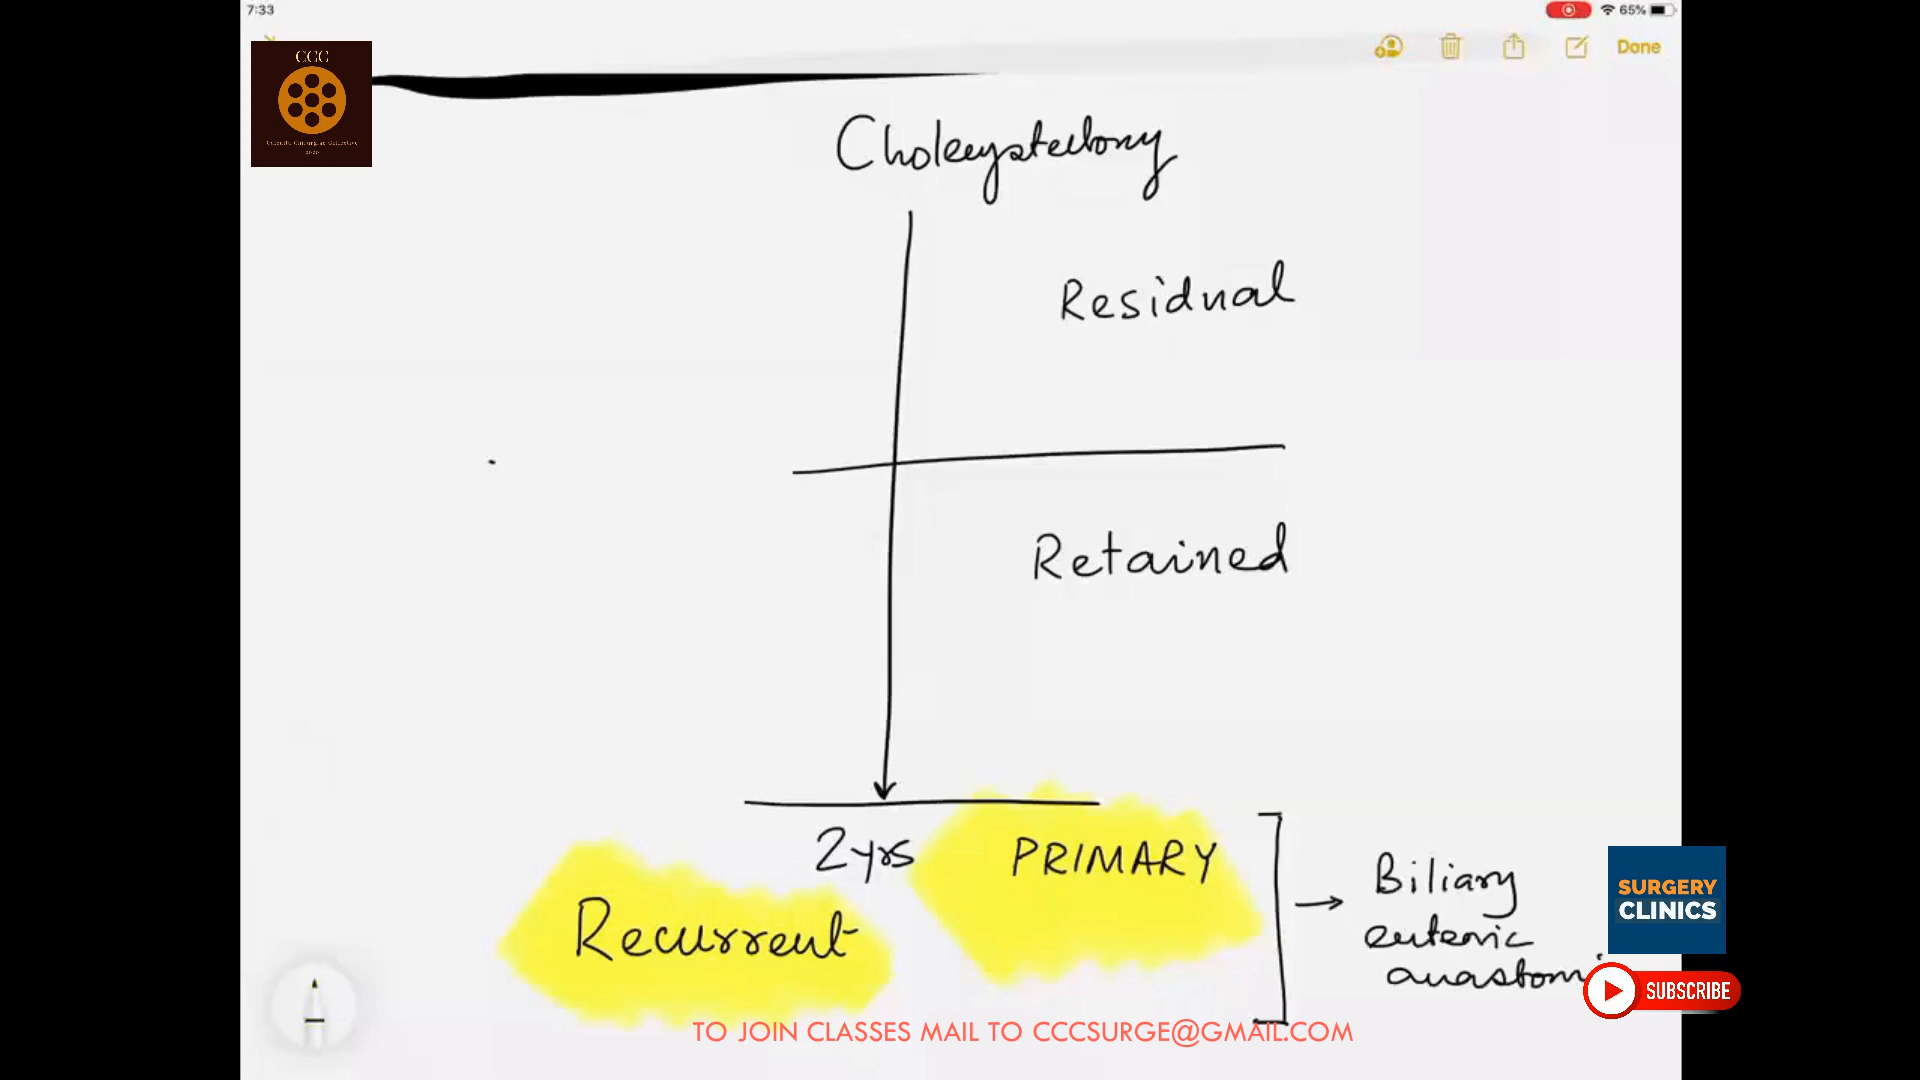 7:33
65%
Done
CCC
2020
Cholecystectomy
Residual
Retained
2yrs
PRIMARY
Recurrent
Biliary
enteric
anastom
SURGERY
CLINICS
SUBSCRIBE
TO JOIN CLASSES MAIL TO CCCSURGE@GMAIL.COM